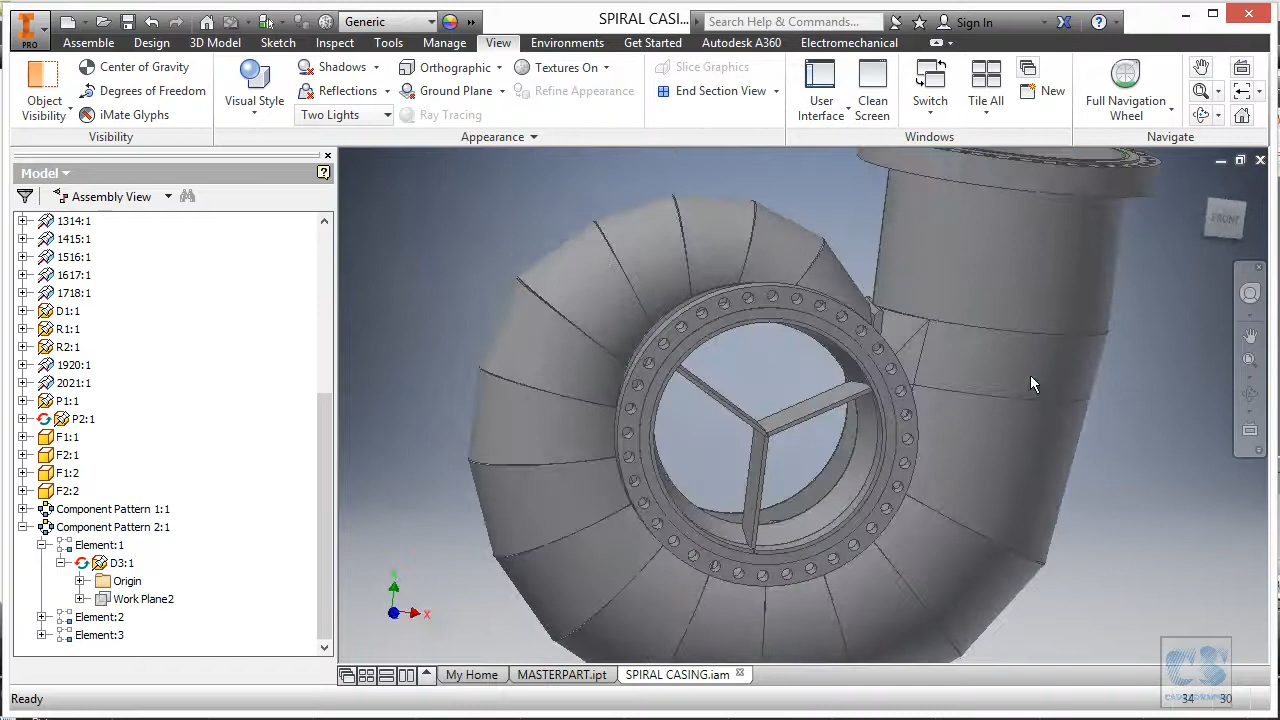 PRO
Generic
SPIRAL CASI...
Search Help & Commands...
Sign In
Assemble Design 3D Model Sketch Inspect Tools Manage View Environments Get Started Autodesk A360 Electromechanical
Object Visibility
Center of Gravity
Degrees of Freedom
iMate Glyphs
Visibility
Visual Style
Shadows
Reflections
Two Lights
Orthographic
Ground Plane
Ray Tracing
Textures On
Refine Appearance
Slice Graphics
End Section View
Appearance
User Interface
Clean Screen
Switch
Tile All
New
Windows
Full Navigation Wheel
Navigate
Model
Assembly View
1314:1
1415:1
1516:1
1617:1
1718:1
D1:1
R1:1
R2:1
1920:1
2021:1
P1:1
P2:1
F1:1
F2:1
F1:2
F2:2
Component Pattern 1:1
Component Pattern 2:1
Element:1
D3:1
Origin
Work Plane2
Element:2
Element:3
FRONT
X
My Home
MASTERPART.ipt
SPIRAL CASING.iam
Ready
CS
34 30